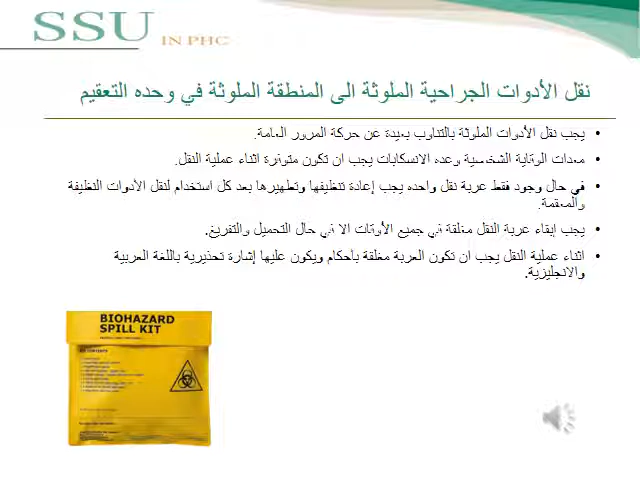 SSU IN PHC
نقل الأدوات الجراحية الملوثة الى المنطقة الملوثة في وحده التعقيم
• يجب نقل الأدوات الملوثة بالتناوب بعيدة عن حركة المرور العامة.
• معدات الوقاية الشخصية وعده الانسكابات يجب ان تكون متوفرة اثناء عملية النقل.
• في حال وجود فقط عربة نقل واحده يجب إعادة تنظيفها وتطهيرها بعد كل استخدام لنقل الأدوات النظيفة
والمعقمة.
• يجب إبقاء عربة النقل مغلقة في جميع الأوقات الا في حال التحميل والتفريغ.
• اثناء عملية النقل يجب ان تكون العربة مغلقة بأحكام ويكون عليها إشارة تحذيرية باللغة العربية
والانجليزية.
BIOHAZARD
SPILL KIT